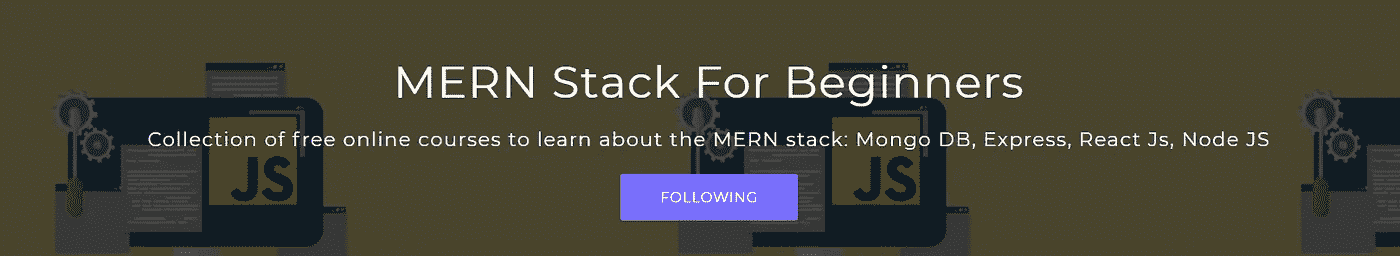 MERN Stack For Beginners
Collection of free online courses to learn about the MERN stack: Mongo DB, Express, React Js, Node JS
JS
JS
FOLLOWING